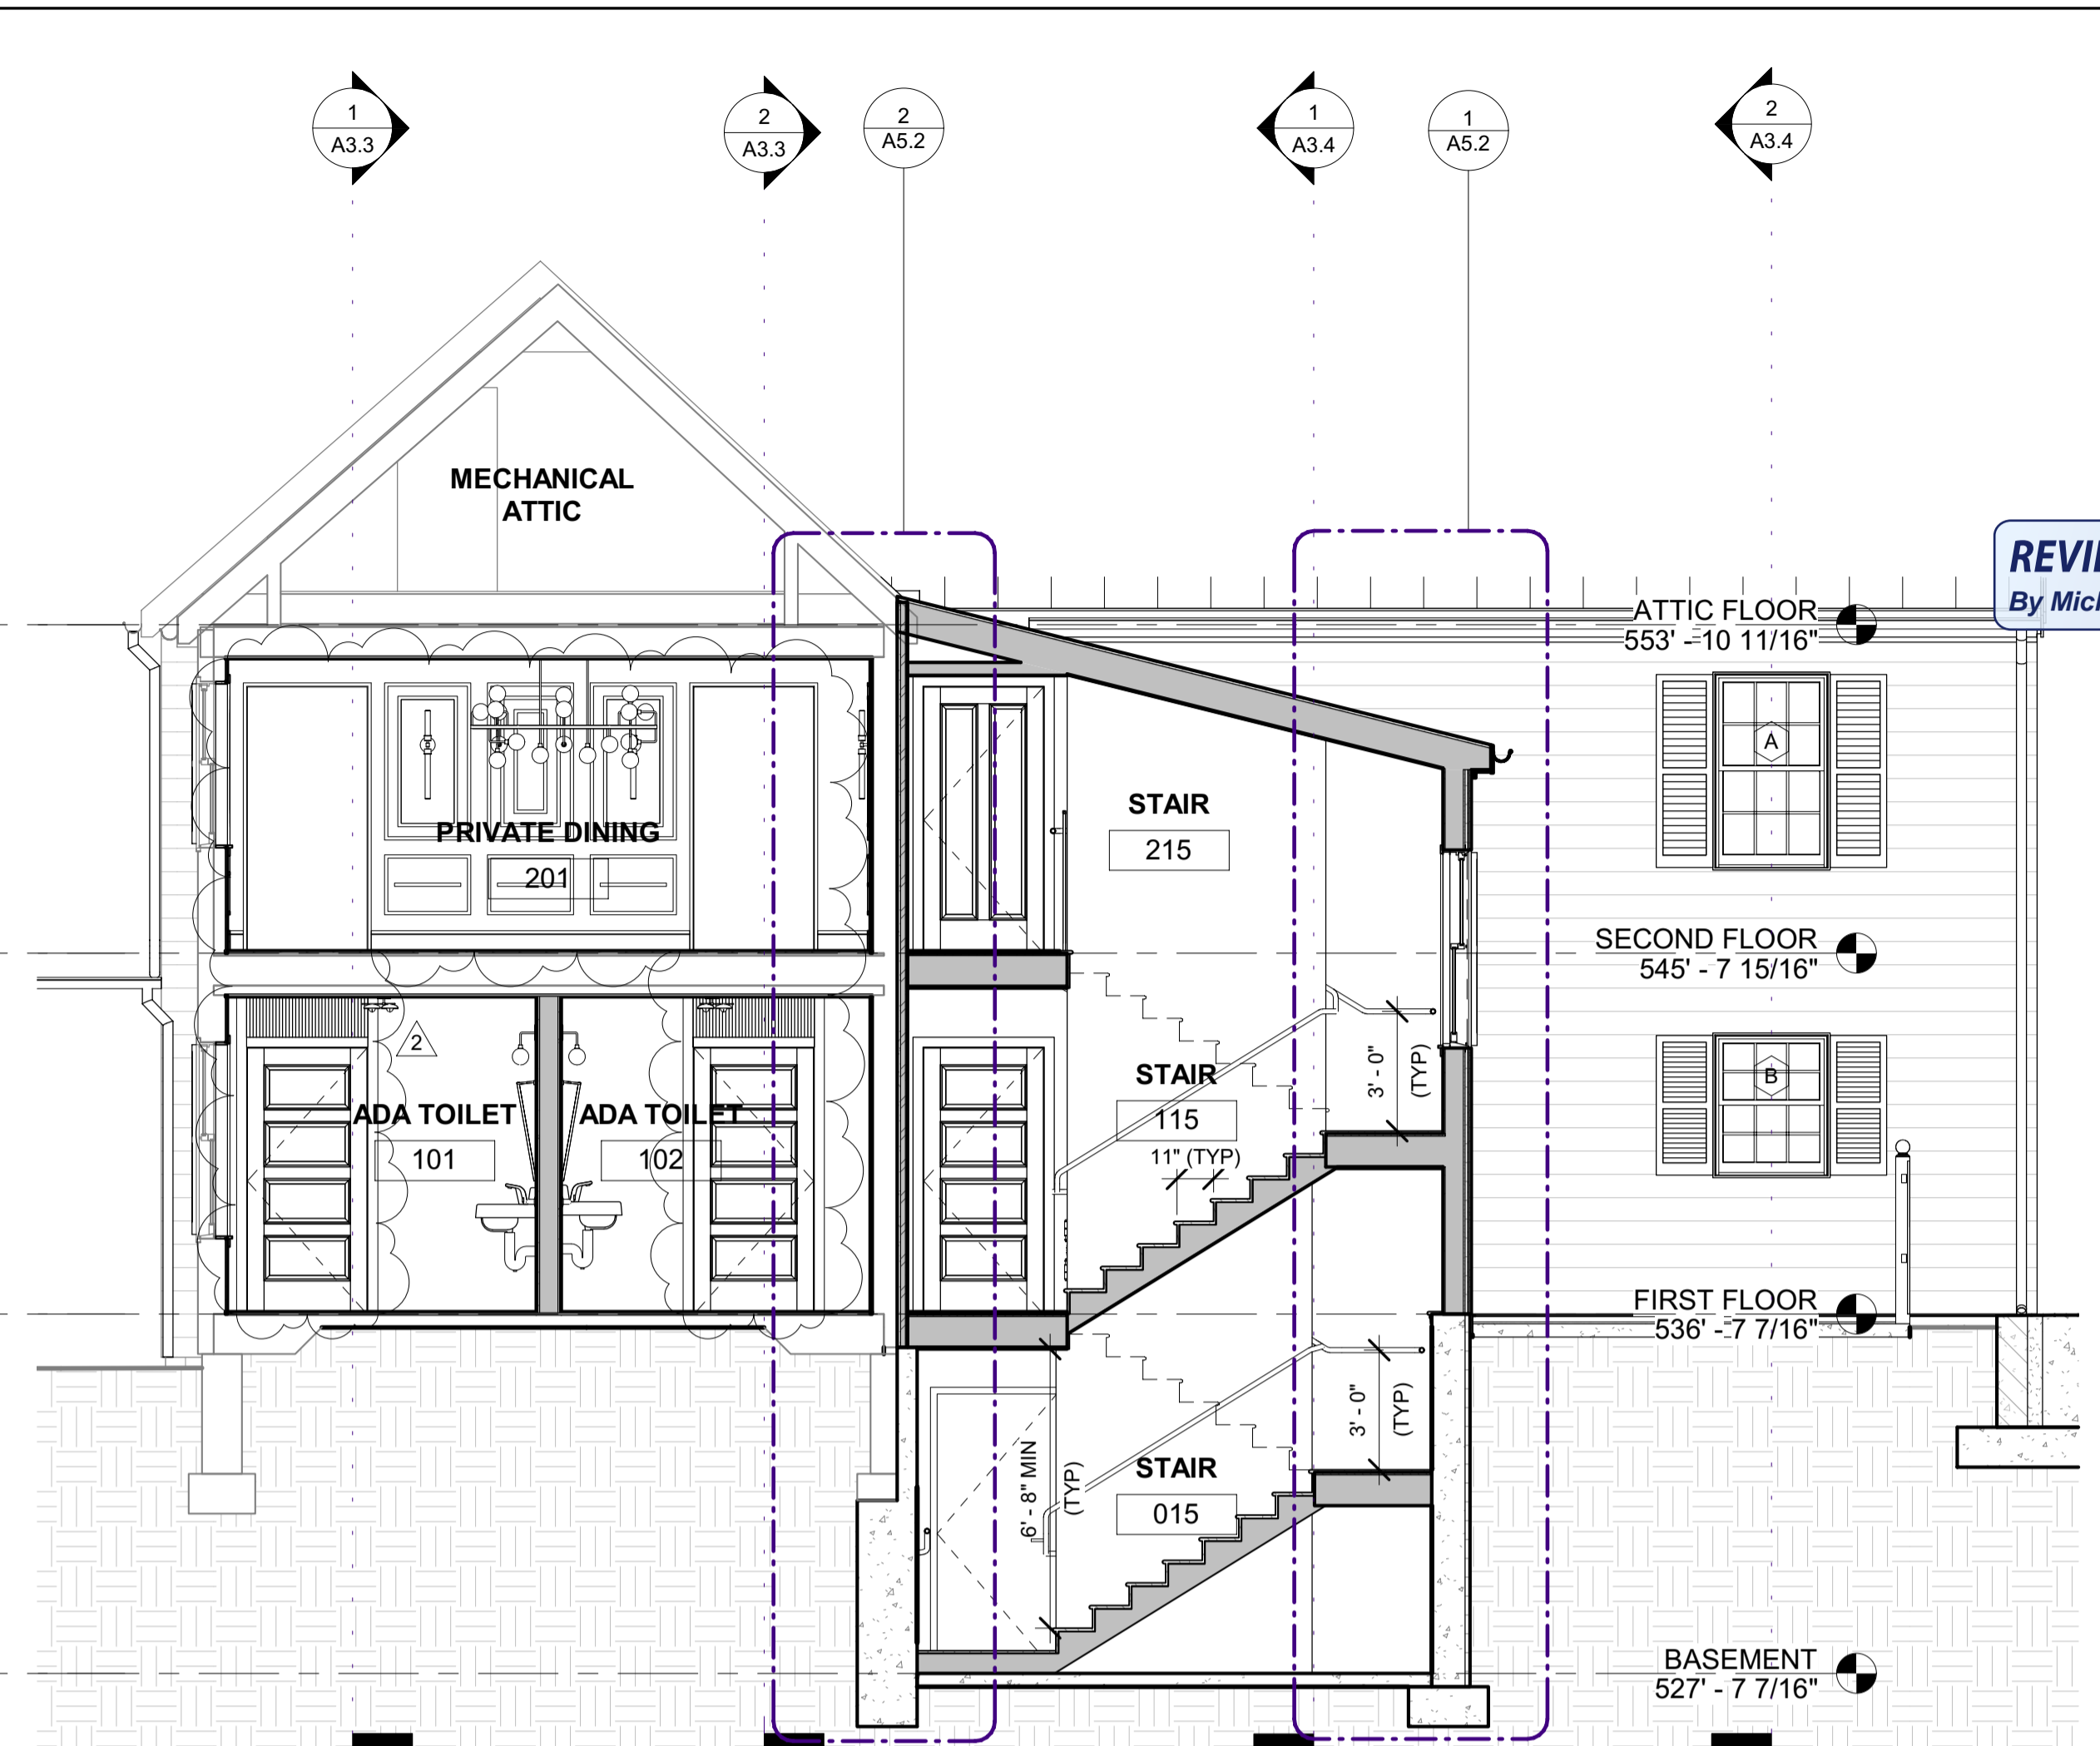 1
A3.3
2
A3.3
2
A5.2
1
A3.4
1
A5.2
2
A3.4
MECHANICAL
ATTIC
By
ATTIC FLOOR
553' - 10 11/16"
A
STAIR
215
PRIVATE DINING
201
SECOND FLOOR
545' - 7 15/16"
2
STAIR
115
11" (TYP)
3' - 0"
(TYP)
B
ADA TOILET
101
ADA TOILET
102
FIRST FLOOR
536' - 7 7/16"
6' - 8" MIN
(TYP)
3' - 0"
(TYP)
STAIR
015
BASEMENT
527' - 7 7/16"